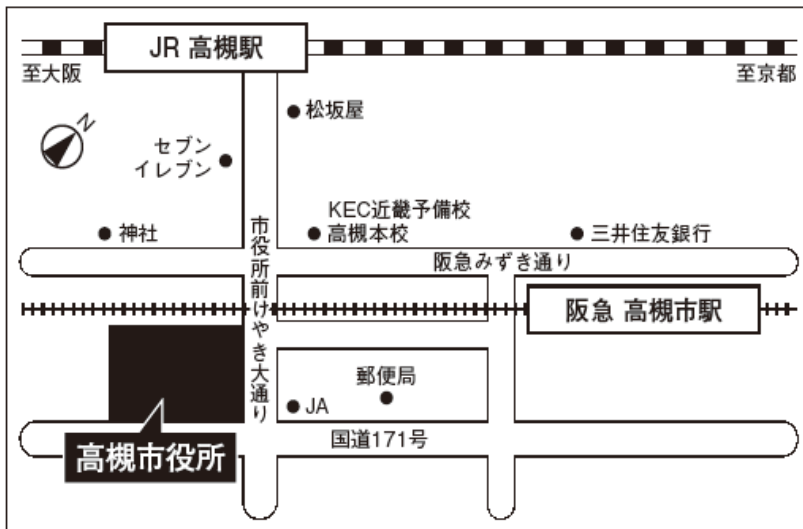 JR 高槻駅
至大阪
至京都
N
松坂屋
セブン
イレブン
KEC近畿予備校
高槻本校
神社
三井住友銀行
市役所前けやき大通り
阪急みずき通り
阪急 高槻市駅
郵便局
JA
国道171号
高槻市役所